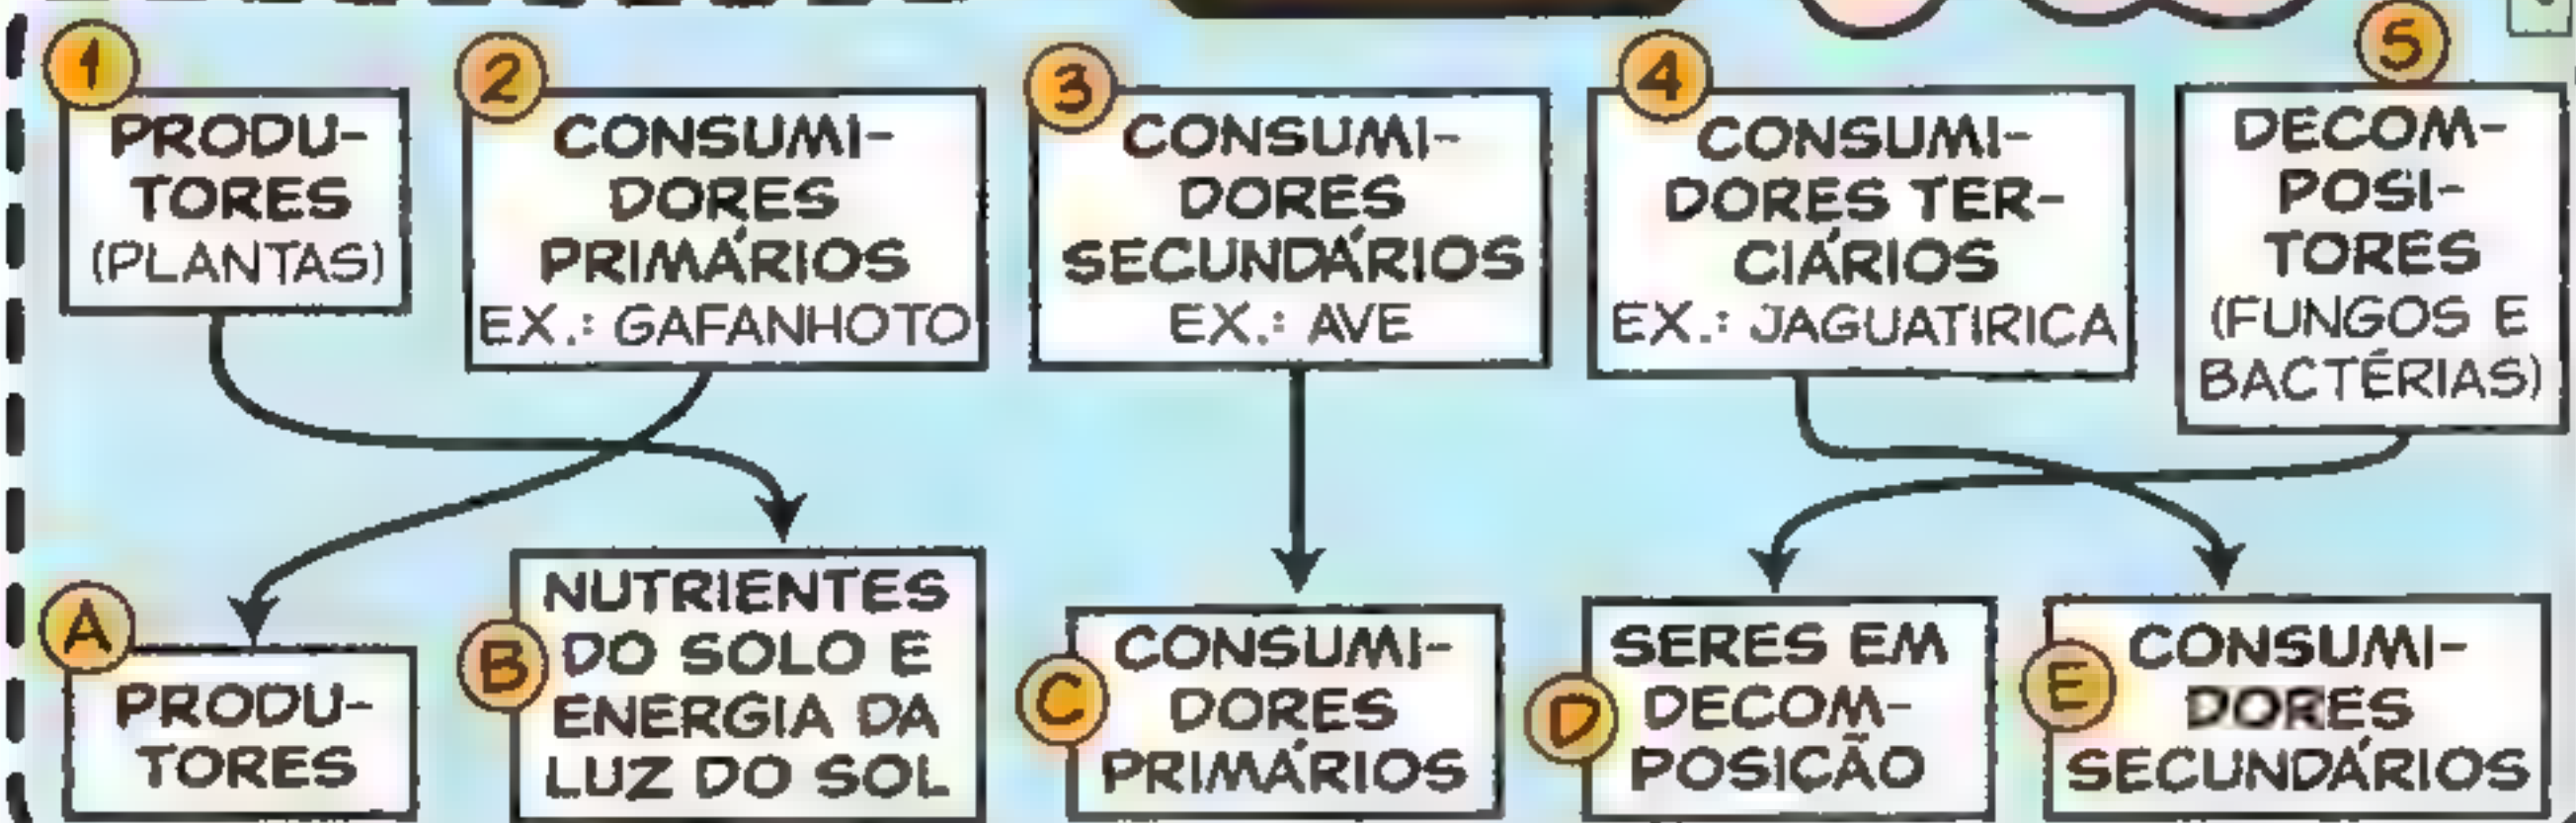 1
PRODU-
TORES
(PLANTAS)
2
CONSUMI-
DORES
PRIMÁRIOS
EX.: GAFANHOTO
3
CONSUMI-
DORES
SECUNDÁRIOS
EX.: AVE
4
CONSUMI-
DORES TER-
CIÁRIOS
EX.: JAGUATIRICA
5
DECOM-
POSI-
TORES
(FUNGOS E
BACTÉRIAS)
A
PRODU-
TORES
B
NUTRIENTES
DO SOLO E
ENERGIA DA
LUZ DO SOL
C
CONSUMI-
DORES
PRIMÁRIOS
D
SERES EM
DECOM-
POSIÇÃO
E
CONSUMI-
DORES
SECUNDÁRIOS